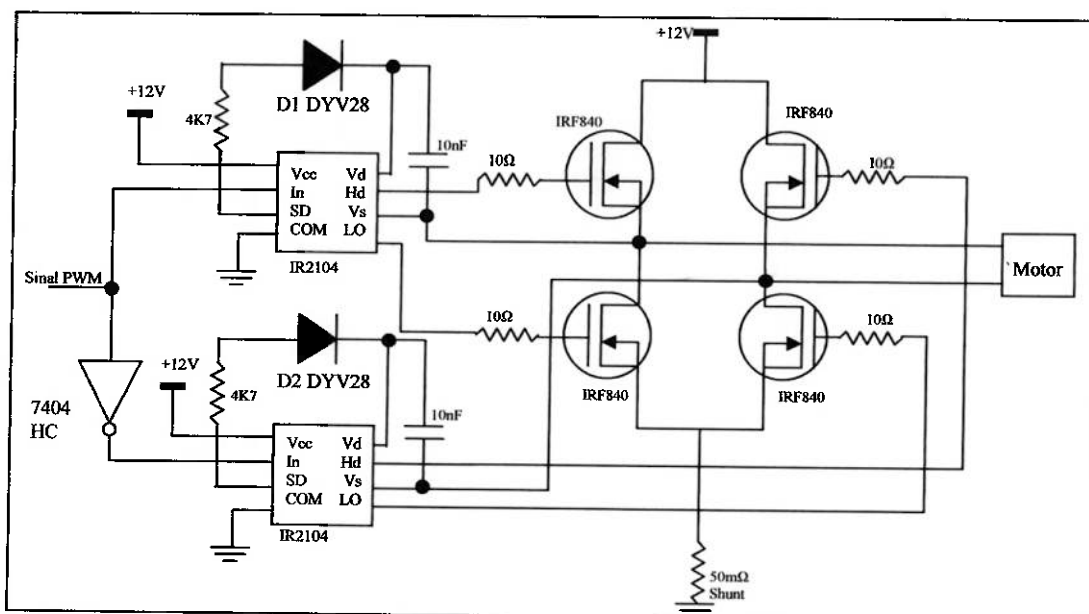 +12V
IRF840
IRF840
10Ω
10Ω
+12V
4K7
D1 DYV28
10nF
Vcc Vd
In Hd
SD Vs
COM LO
IR2104
Sinal PWM
Motor
10Ω
10Ω
IRF840
IRF840
+12V
4K7
D2 DYV28
10nF
7404
HC
Vcc Vd
In Hd
SD Vs
COM LO
IR2104
50mΩ
Shunt